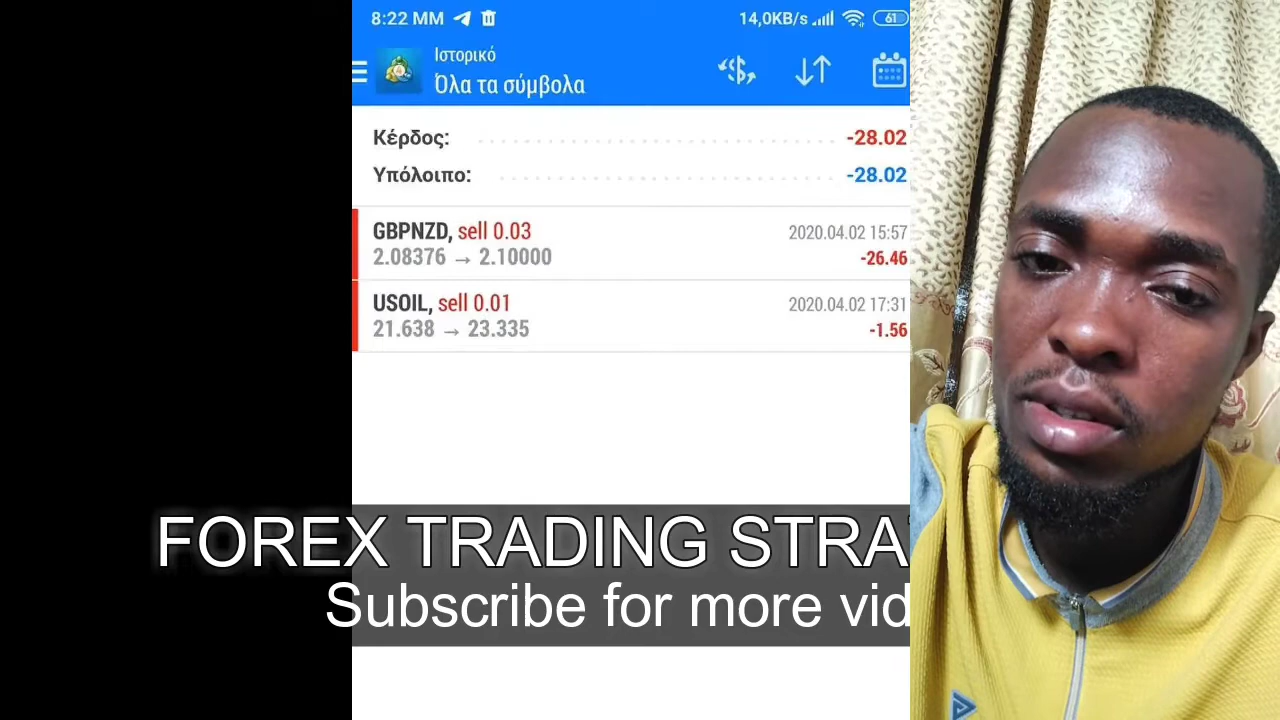 8:22 MM
14,0KB/s
61
Ιστορικό
Όλα τα σύμβολα
Κέρδος: -28.02
Υπόλοιπο: -28.02
GBPNZD, sell 0.03 2020.04.02 15:57
2.08376 → 2.10000 -26.46
USOIL, sell 0.01 2020.04.02 17:31
21.638 → 23.335 -1.56
FOREX TRADING STRA
Subscribe for more vid